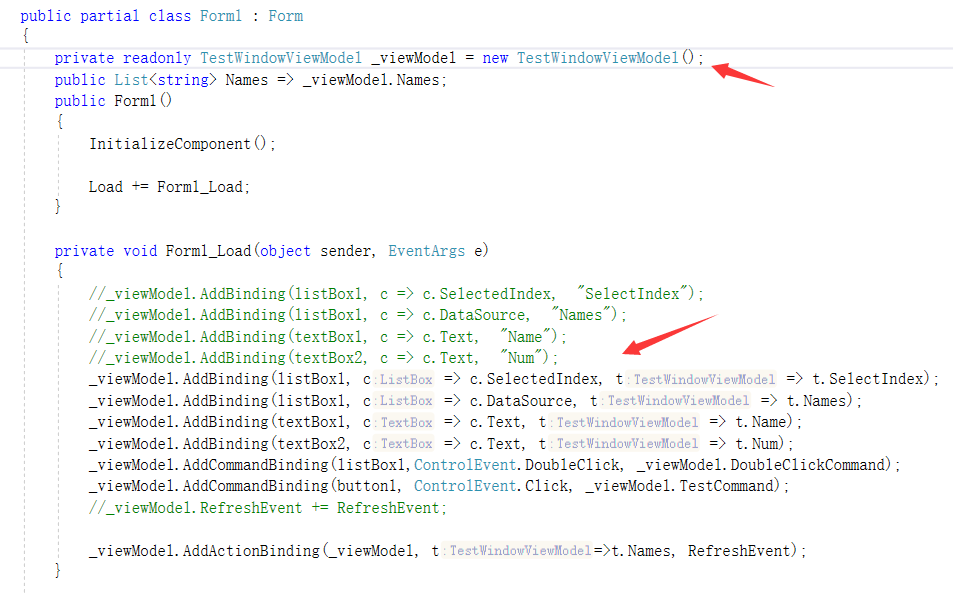 public partial class Form1 : Form
{
private readonly TestWindowViewModel _viewModel = new TestWindowViewModel();
public List<string> Names => _viewModel.Names;
public Form1()
{
InitializeComponent();
Load += Form1_Load;
}
private void Form1_Load(object sender, EventArgs e)
{
//_viewModel.AddBinding(listBox1, c => c.SelectedIndex, "SelectIndex");
//_viewModel.AddBinding(listBox1, c => c.DataSource, "Names");
//_viewModel.AddBinding(textBox1, c => c.Text, "Name");
//_viewModel.AddBinding(textBox2, c => c.Text, "Num");
_viewModel.AddBinding(listBox1, c:ListBox => c.SelectedIndex, t:TestWindowViewModel => t.SelectIndex);
_viewModel.AddBinding(listBox1, c:ListBox => c.DataSource, t:TestWindowViewModel => t.Names);
_viewModel.AddBinding(textBox1, c:TextBox => c.Text, t:TestWindowViewModel => t.Name);
_viewModel.AddBinding(textBox2, c:TextBox => c.Text, t:TestWindowViewModel => t.Num);
_viewModel.AddCommandBinding(listBox1,ControlEvent.DoubleClick, _viewModel.DoubleClickCommand);
_viewModel.AddCommandBinding(button1, ControlEvent.Click, _viewModel.TestCommand);
//_viewModel.RefreshEvent += RefreshEvent;
_viewModel.AddActionBinding(_viewModel, t:TestWindowViewModel=>t.Names, RefreshEvent);
}